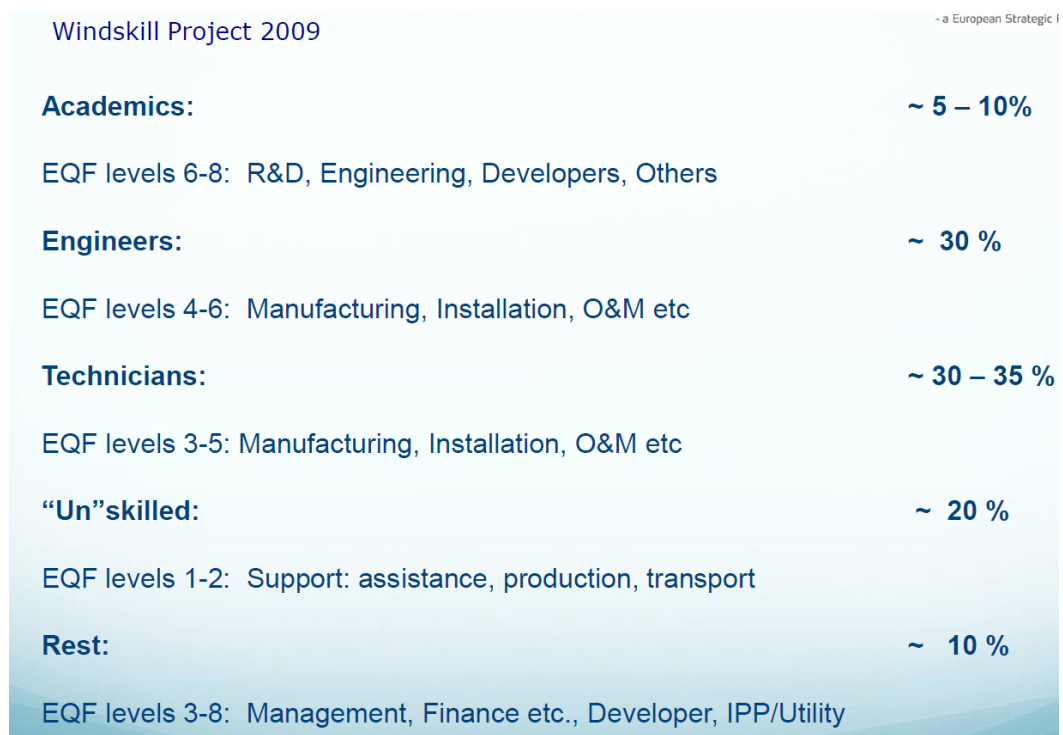 Windskill Project 2009
- a European Strategic
Academics: ~ 5 – 10%
EQF levels 6-8: R&D, Engineering, Developers, Others
Engineers: ~ 30 %
EQF levels 4-6: Manufacturing, Installation, O&M etc
Technicians: ~ 30 – 35 %
EQF levels 3-5: Manufacturing, Installation, O&M etc
“Un”skilled: ~ 20 %
EQF levels 1-2: Support: assistance, production, transport
Rest: ~ 10 %
EQF levels 3-8: Management, Finance etc., Developer, IPP/Utility